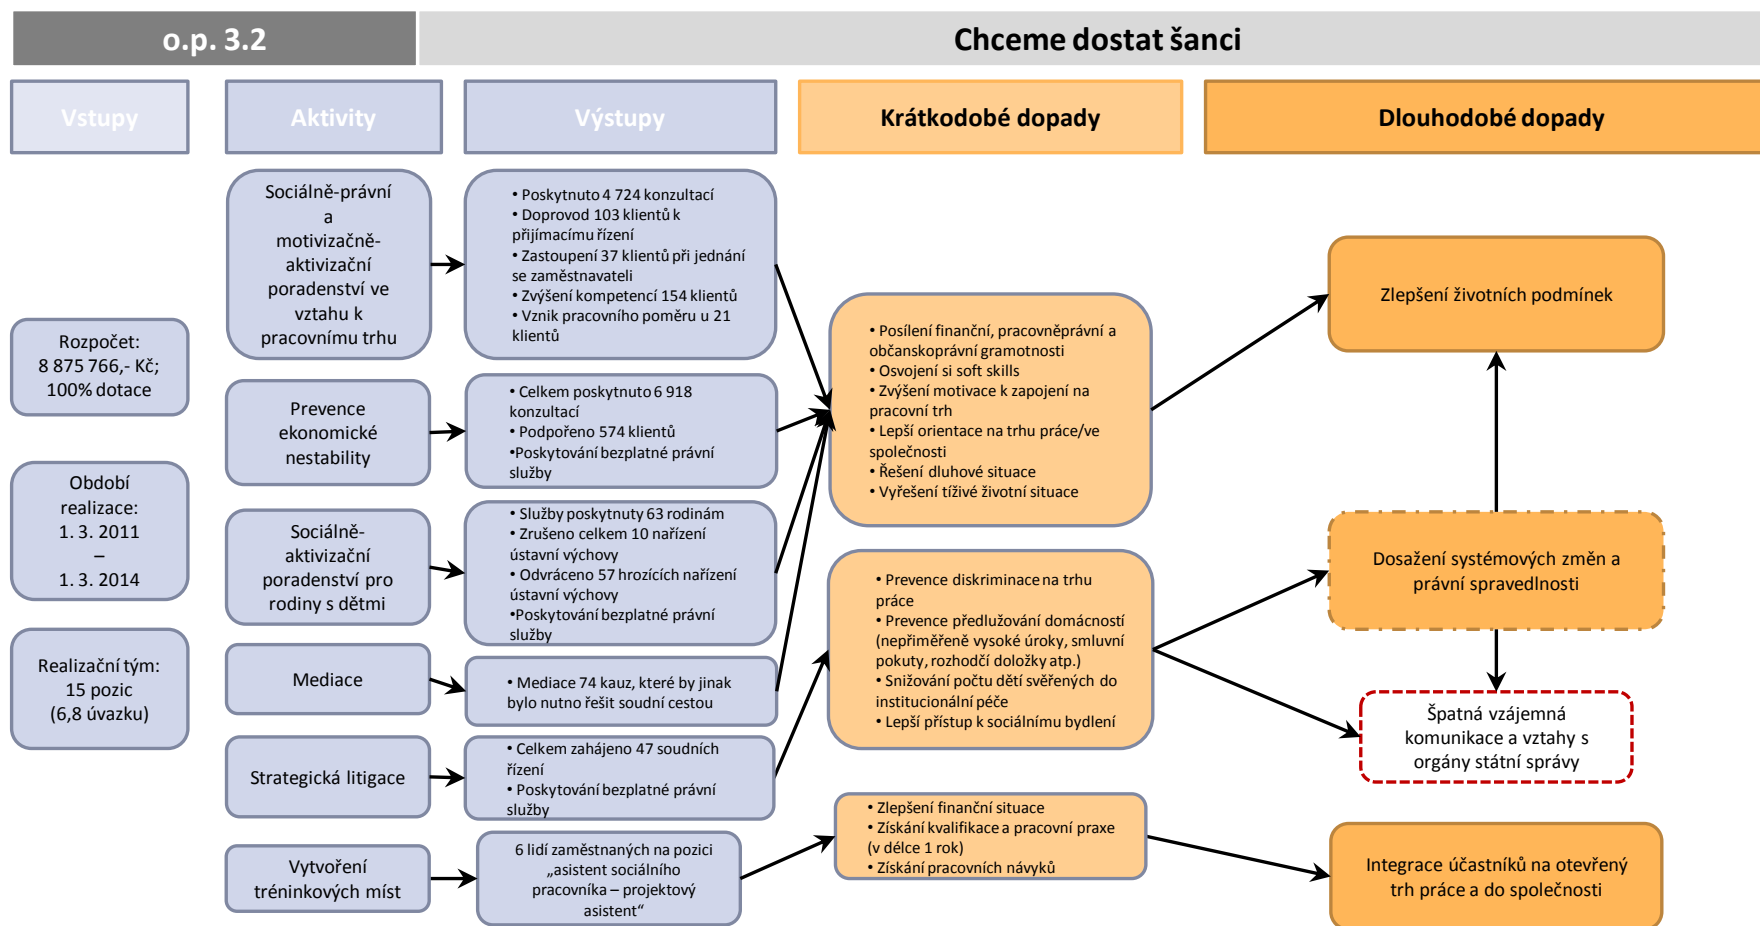 o.p. 3.2
Chceme dostat šanci
Vstupy
Aktivity
Výstupy
Krátkodobé dopady
Dlouhodobé dopady
Rozpočet:
8 875 766,- Kč;
100% dotace
Období
realizace:
1. 3. 2011
–
1. 3. 2014
Realizační tým:
15 pozic
(6,8 úvazku)
Sociálně-právní
a
motivizačně-
aktivizační
poradenství ve
vztahu k
pracovnímu trhu
Prevence
ekonomické
nestability
Sociálně-
aktivizační
poradenství pro
rodiny s dětmi
Mediace
Strategická litigace
Vytvoření
tréninkových míst
• Poskytnuto 4 724 konzultací
• Doprovod 103 klientů k
přijímacímu řízení
• Zastoupení 37 klientů při jednání
se zaměstnavateli
• Zvýšení kompetencí 154 klientů
• Vznik pracovního poměru u 21
klientů
• Celkem poskytnuto 6 918
konzultací
• Podpořeno 574 klientů
•Poskytování bezplatné právní
služby
• Služby poskytnuty 63 rodinám
• Zrušeno celkem 10 nařízení
ústavní výchovy
• Odvráceno 57 hrozících nařízení
ústavní výchovy
•Poskytování bezplatné právní
služby
• Mediace 74 kauz, které by jinak
bylo nutno řešit soudní cestou
• Celkem zahájeno 47 soudních
řízení
• Poskytování bezplatné právní
služby
6 lidí zaměstnaných na pozici
„asistent sociálního
pracovníka – projektový
asistent“
• Posílení finanční, pracovněprávní a
občanskoprávní gramotnosti
• Osvojení si soft skills
• Zvýšení motivace k zapojení na
pracovní trh
• Lepší orientace na trhu práce/ve
společnosti
• Řešení dluhové situace
• Vyřešení tíživé životní situace
• Prevence diskriminace na trhu
práce
• Prevence předlužování domácností
(nepřiměřeně vysoké úroky, smluvní
pokuty, rozhodčí doložky atp.)
• Snižování počtu dětí svěřených do
institucionální péče
• Lepší přístup k sociálnímu bydlení
• Zlepšení finanční situace
• Získání kvalifikace a pracovní praxe
(v délce 1 rok)
• Získání pracovních návyků
Zlepšení životních podmínek
Dosažení systémových změn a
právní spravedlnosti
Špatná vzájemná
komunikace a vztahy s
orgány státní správy
Integrace účastníků na otevřený
trh práce a do společnosti